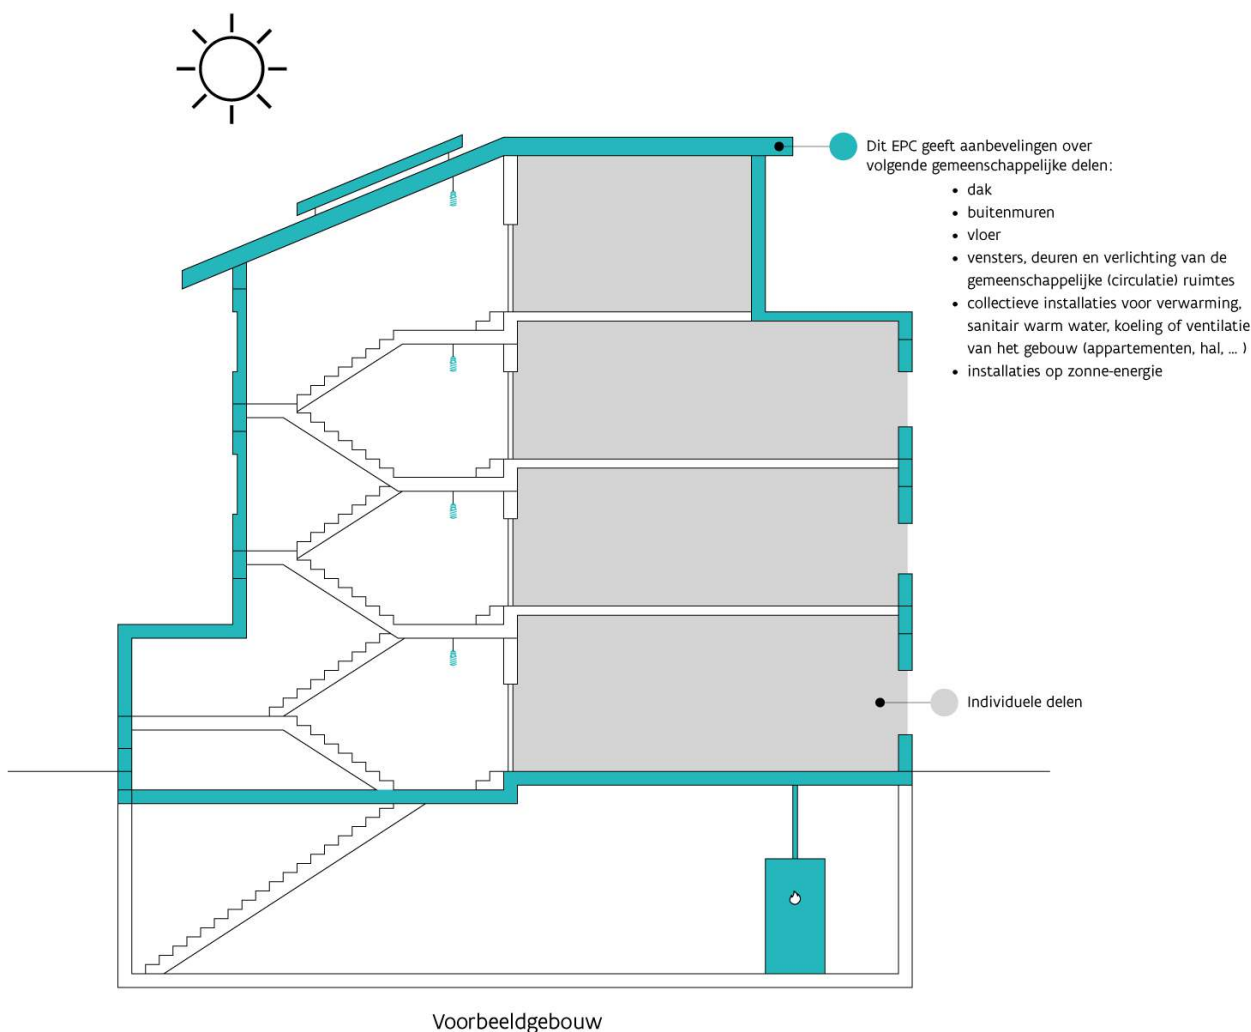 Dit EPC geeft aanbevelingen over
volgende gemeenschappelijke delen:
• dak
• buitenmuren
• vloer
• vensters, deuren en verlichting van de
gemeenschappelijke (circulatie) ruimtes
• collectieve installaties voor verwarming,
sanitair warm water, koeling of ventilatie
van het gebouw (appartementen, hal, ... )
• installaties op zonne-energie
Individuele delen
Voorbeeldgebouw